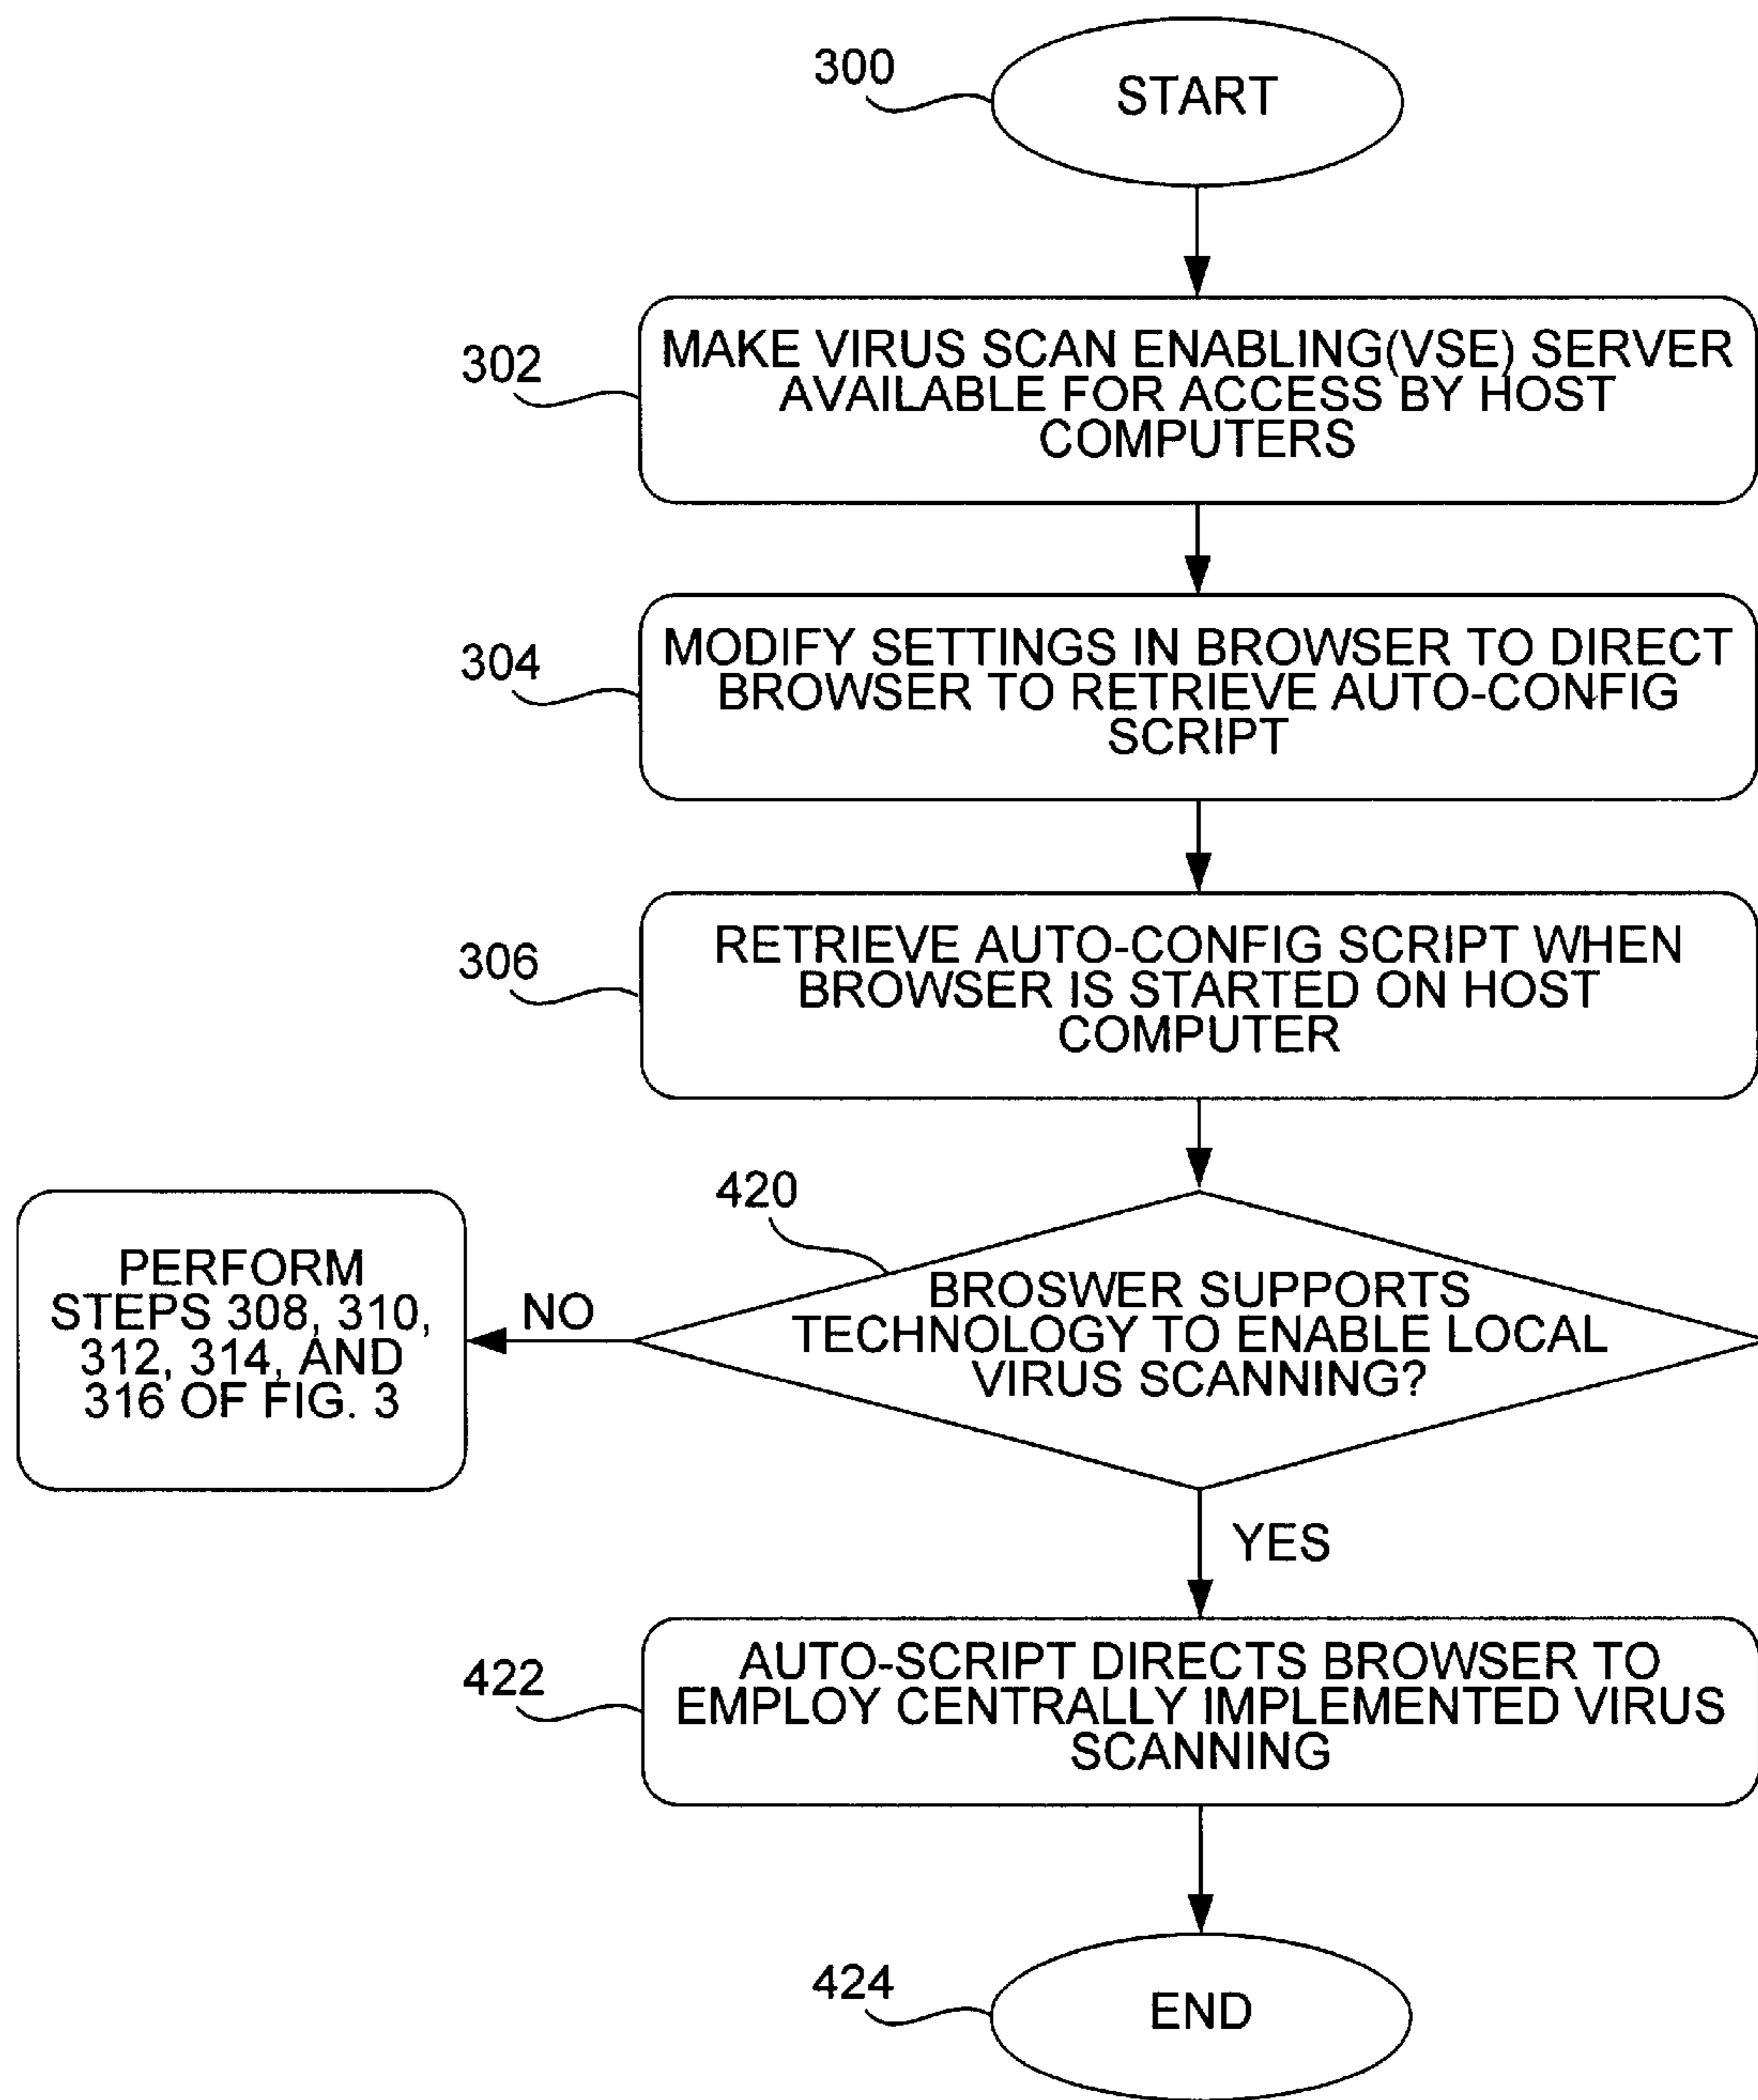 300
START
302
MAKE VIRUS SCAN ENABLING(VSE) SERVER
AVAILABLE FOR ACCESS BY HOST
COMPUTERS
304
MODIFY SETTINGS IN BROWSER TO DIRECT
BROWSER TO RETRIEVE AUTO-CONFIG
SCRIPT
306
RETRIEVE AUTO-CONFIG SCRIPT WHEN
BROWSER IS STARTED ON HOST
COMPUTER
420
BROSWER SUPPORTS
TECHNOLOGY TO ENABLE LOCAL
VIRUS SCANNING?
NO
PERFORM
STEPS 308, 310,
312, 314, AND
316 OF FIG. 3
YES
422
AUTO-SCRIPT DIRECTS BROWSER TO
EMPLOY CENTRALLY IMPLEMENTED VIRUS
SCANNING
424
END